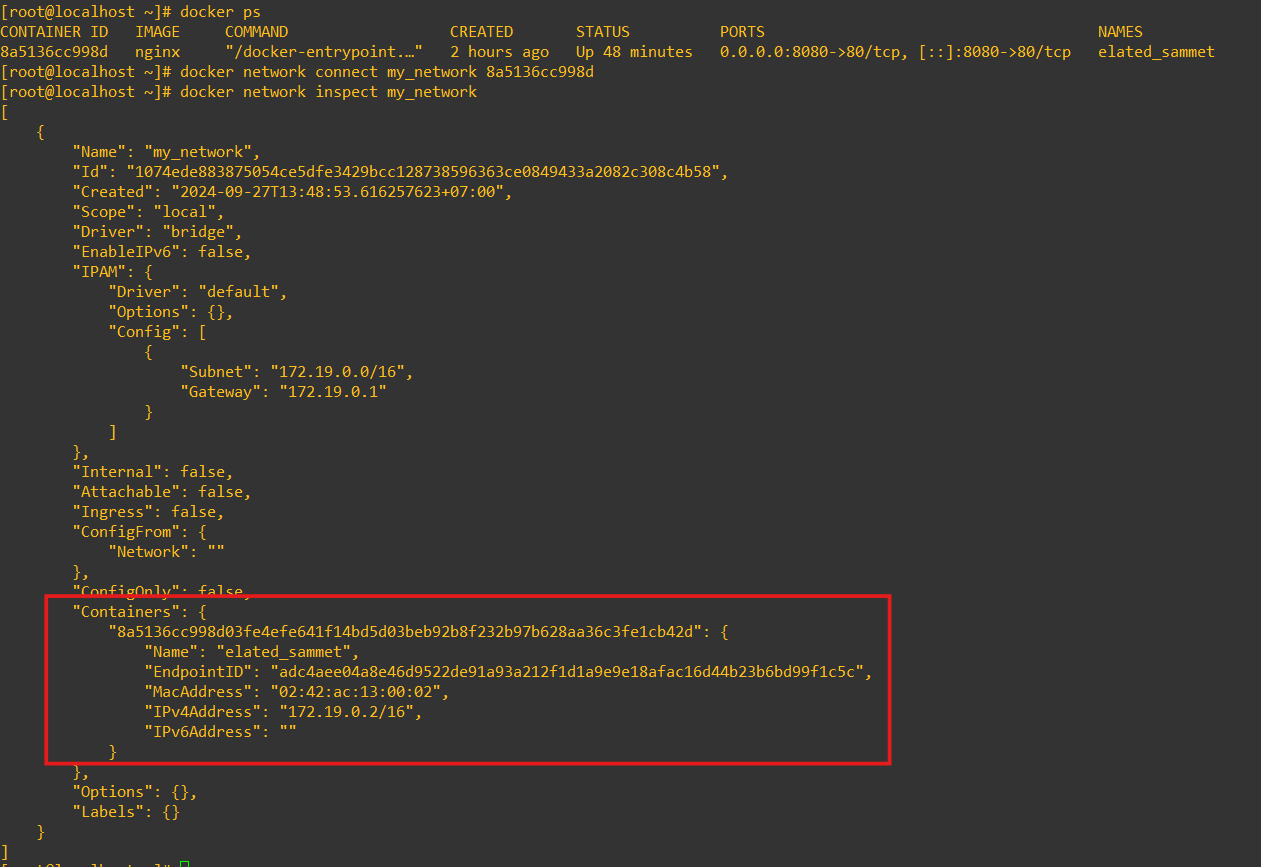 [root@localhost ~]# docker ps
CONTAINER ID   IMAGE     COMMAND                  CREATED       STATUS          PORTS                                     NAMES
8a5136cc998d   nginx     "/docker-entrypoint.…"   2 hours ago   Up 48 minutes   0.0.0.0:8080->80/tcp, [::]:8080->80/tcp   elated_sammet
[root@localhost ~]# docker network connect my_network 8a5136cc998d
[root@localhost ~]# docker network inspect my_network
[
    {
        "Name": "my_network",
        "Id": "1074ede883875054ce5dfe3429bcc128738596363ce0849433a2082c308c4b58",
        "Created": "2024-09-27T13:48:53.616257623+07:00",
        "Scope": "local",
        "Driver": "bridge",
        "EnableIPv6": false,
        "IPAM": {
            "Driver": "default",
            "Options": {},
            "Config": [
                {
                    "Subnet": "172.19.0.0/16",
                    "Gateway": "172.19.0.1"
                }
            ]
        },
        "Internal": false,
        "Attachable": false,
        "Ingress": false,
        "ConfigFrom": {
            "Network": ""
        },
        "ConfigOnly": false,
        "Containers": {
            "8a5136cc998d03fe4efe641f14bd5d03beb92b8f232b97b628aa36c3fe1cb42d": {
                "Name": "elated_sammet",
                "EndpointID": "adc4aee04a8e46d9522de91a93a212f1d1a9e9e18afac16d44b23b6bd99f1c5c",
                "MacAddress": "02:42:ac:13:00:02",
                "IPv4Address": "172.19.0.2/16",
                "IPv6Address": ""
            }
        },
        "Options": {},
        "Labels": {}
    }
]